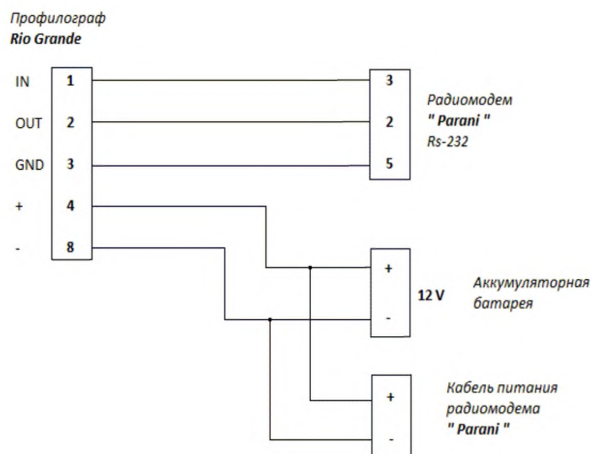 Профилограф
Rio Grande
IN 1 3
OUT 2 2
GND 3 5
Радиомодем
" Parani "
Rs-232
+ 4
- 8
+
12 V
-
Аккумуляторная
батарея
+
-
Кабель питания
радиомодема
" Parani "